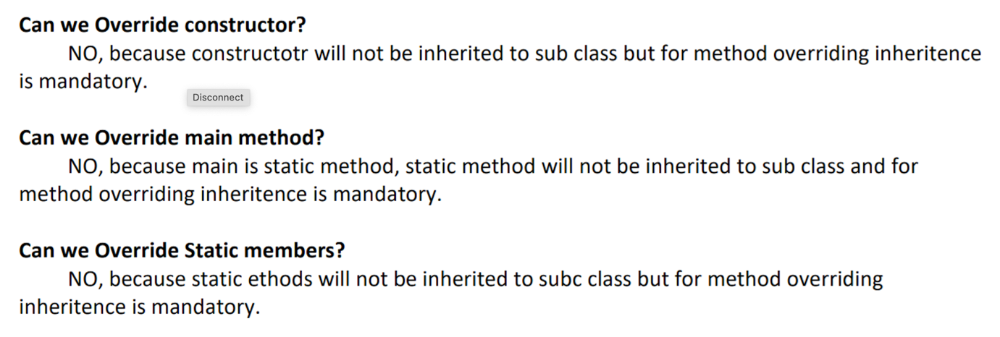 Can we Override constructor?
NO, because constructotr will not be inherited to sub class but for method overriding inheritence
is mandatory.
Disconnect
Can we Override main method?
NO, because main is static method, static method will not be inherited to sub class and for
method overriding inheritence is mandatory.
Can we Override Static members?
NO, because static ethods will not be inherited to subc class but for method overriding
inheritence is mandatory.